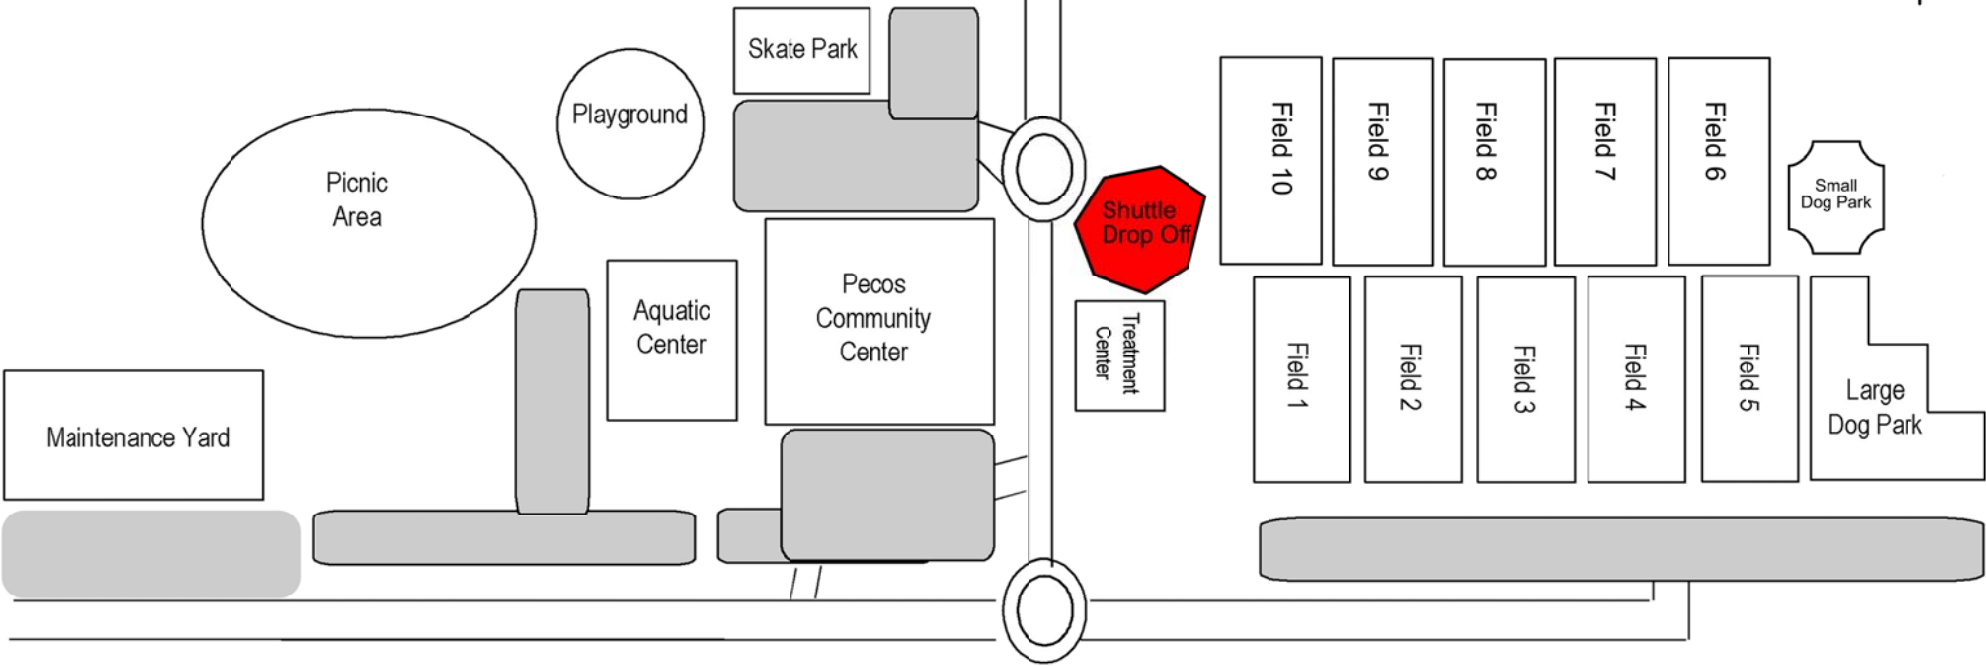 Skate Park
Playground
Picnic
Area
Shuttle
Drop Off
Field 10
Field 9
Field 8
Field 7
Field 6
Small
Dog Park
Aquatic
Center
Pecos
Community
Center
Treatment
Center
Field 1
Field 2
Field 3
Field 4
Field 5
Large
Dog Park
Maintenance Yard